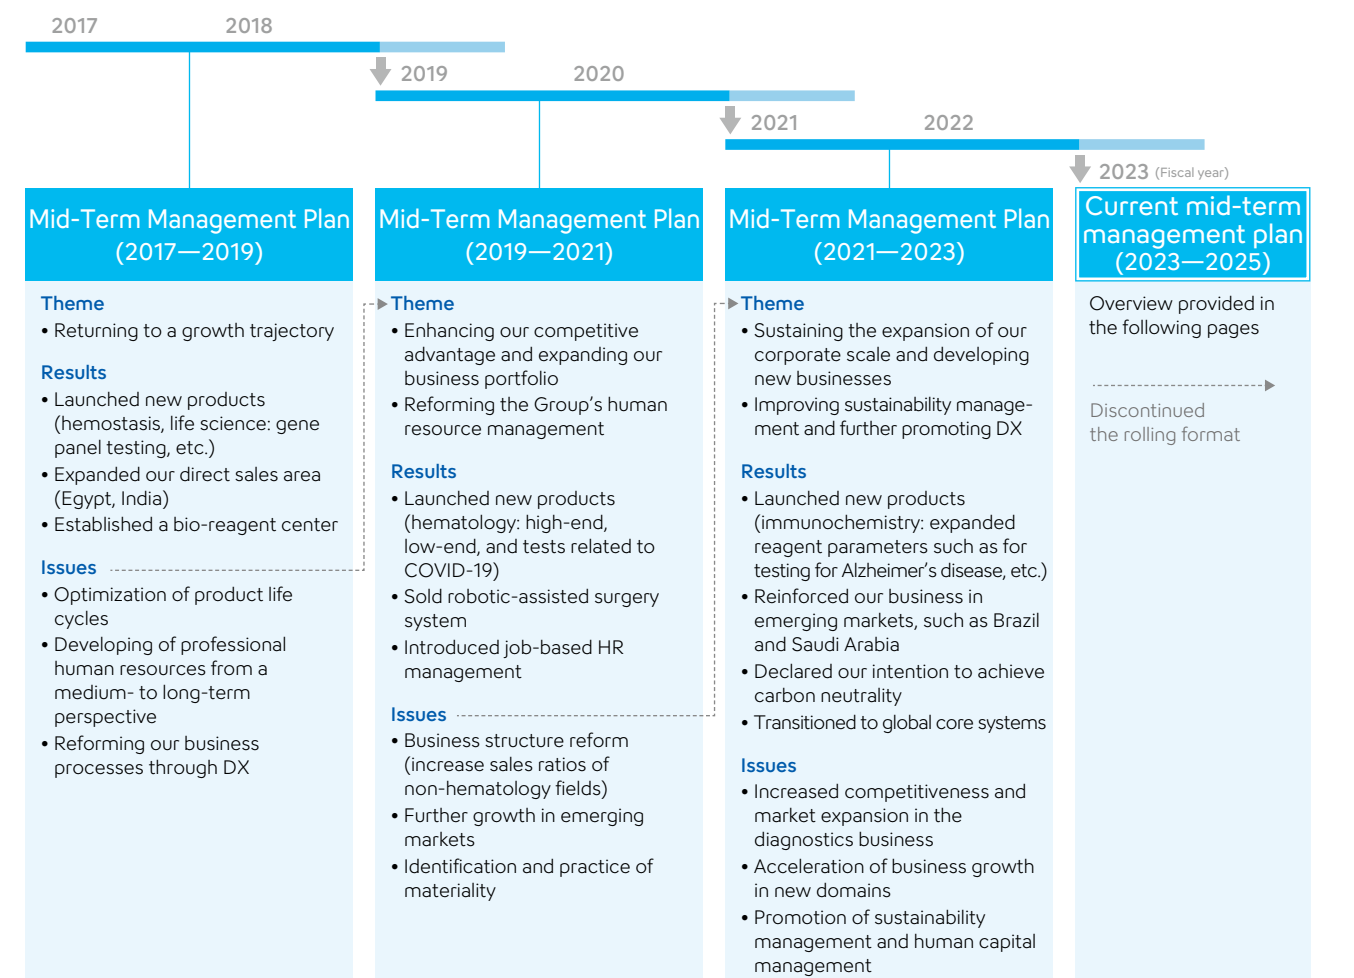 2017 2018
2019 2020
2021 2022
2023 (Fiscal year)
Mid-Term Management Plan
(2017—2019)
Theme
• Returning to a growth trajectory
Results
• Launched new products
(hemostasis, life science: gene
panel testing, etc.)
• Expanded our direct sales area
(Egypt, India)
• Established a bio-reagent center
Issues
• Optimization of product life
cycles
• Developing of professional
human resources from a
medium- to long-term
perspective
• Reforming our business
processes through DX
Mid-Term Management Plan
(2019—2021)
Theme
• Enhancing our competitive
advantage and expanding our
business portfolio
• Reforming the Group's human
resource management
Results
• Launched new products
(hematology: high-end,
low-end, and tests related to
COVID-19)
• Sold robotic-assisted surgery
system
• Introduced job-based HR
management
Issues
• Business structure reform
(increase sales ratios of
non-hematology fields)
• Further growth in emerging
markets
• Identification and practice of
materiality
Mid-Term Management Plan
(2021—2023)
Theme
• Sustaining the expansion of our
corporate scale and developing
new businesses
• Improving sustainability manage-
ment and further promoting DX
Results
• Launched new products
(immunochemistry: expanded
reagent parameters such as for
testing for Alzheimer's disease, etc.)
• Reinforced our business in
emerging markets, such as Brazil
and Saudi Arabia
• Declared our intention to achieve
carbon neutrality
• Transitioned to global core systems
Issues
• Increased competitiveness and
market expansion in the
diagnostics business
• Acceleration of business growth
in new domains
• Promotion of sustainability
management and human capital
management
Current mid-term
management plan
(2023—2025)
Overview provided in
the following pages
Discontinued
the rolling format